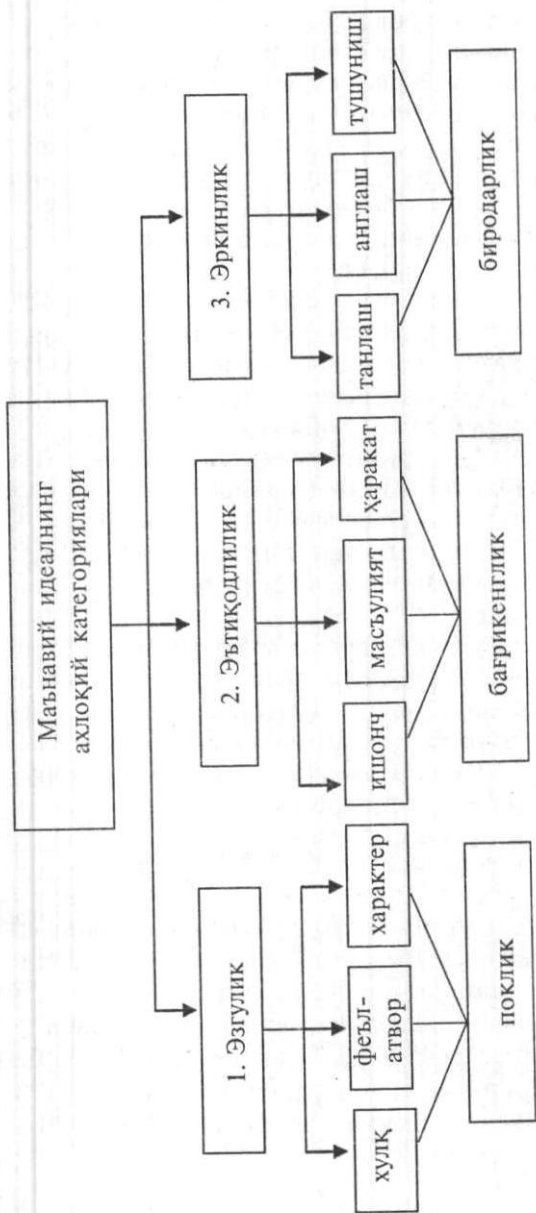 Маънавий идеалнинг
ахлоқий категориялари
1. Эзгулик
2. Эътиқодлилик
3. Эркинлик
хулқ
феъл-
атвор
характер
ишонч
масъулият
ҳаракат
танлаш
англаш
тушуниш
поклик
бағрикенглик
биродарлик